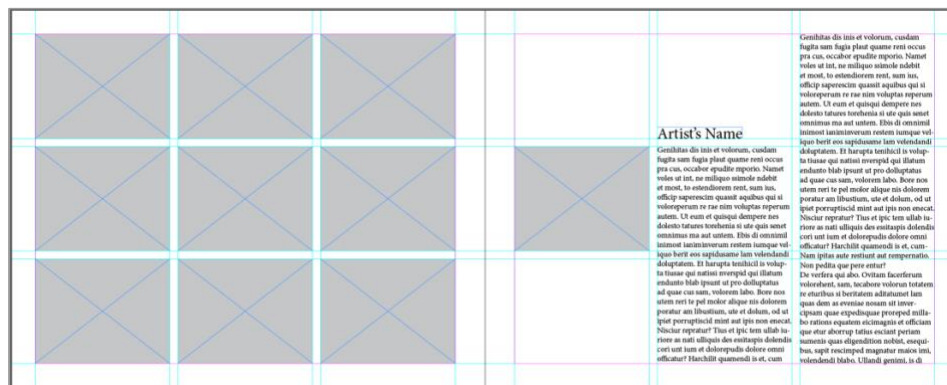 Artist's Name
Genihitas dis inis et volorum, cusdam
fugita sam fugia plaut quame reni occus
pra cus, occabor epudite mporio. Namet
voles ut int, ne miliquo ssimole ndebit
et most, to estendiorem rent, sum ius,
officip saperescim quassit aquibus qui si
voloreperum re rae nim voluptas reperum
autem. Ut eum et quisqui dempere nes
dolesto tatures torehenia si ute quis senet
omnimus ma aut untem. Ebis di omnimil
inimost ianiminverum restem iumque vel-
iquo berit eos sapidusame lam velendandi
doluptatem. Et harupta tenihicil is volup-
ta tiusae qui natissi nverspid qui illatum
endunto blab ipsunt ut pro dolluptatus
ad quae cus sam, volorem labo. Bore nos
utem reri te pel molor alique nis dolorem
poratur am libustium, ute et dolum, od ut
ipiet porruptiscid mint aut ipis non enecat.
Nisciur repratur? Tius et ipic tem ullab iu-
riore as nati ulliquis des essitaspis dolendis
cori unt ium et dolorepudis dolore omni
officatur? Harchilit quamendi is et, cum
Genihitas dis inis et volorum, cusdam
fugita sam fugia plaut quame reni occus
pra cus, occabor epudite mporio. Namet
voles ut int, ne miliquo ssimole ndebit
et most, to estendiorem rent, sum ius,
officip saperescim quassit aquibus qui si
voloreperum re rae nim voluptas reperum
autem. Ut eum et quisqui dempere nes
dolesto tatures torehenia si ute quis senet
omnimus ma aut untem. Ebis di omnimil
inimost ianiminverum restem iumque vel-
iquo berit eos sapidusame lam velendandi
doluptatem. Et harupta tenihicil is volup-
ta tiusae qui natissi nverspid qui illatum
endunto blab ipsunt ut pro dolluptatus
ad quae cus sam, volorem labo. Bore nos
utem reri te pel molor alique nis dolorem
poratur am libustium, ute et dolum, od ut
ipiet porruptiscid mint aut ipis non enecat.
Nisciur repratur? Tius et ipic tem ullab iu-
riore as nati ulliquis des essitaspis dolendis
cori unt ium et dolorepudis dolore omni
officatur? Harchilit quamendi is et, cum-
Nam ipitas aute restiunt aut rempernatio.
Non pedita que pere entur?
De verfera qui abo. Ovitam facerferum
volorehent, sam, tecabore volorun totatem
re eturibus si beritatem aditatumet lam
quas dem as eveniae nosam sit inver-
cipsam quae expedisquae proreped milla-
bo rations equatem eicimagnis et officiam
que etur aborrup tatius esciant periam
sumenis quas eligendition nobist, esequi-
bus, sapit rescimped magnatur maios imi,
volendendi blabo. Ullandi genimi, is di